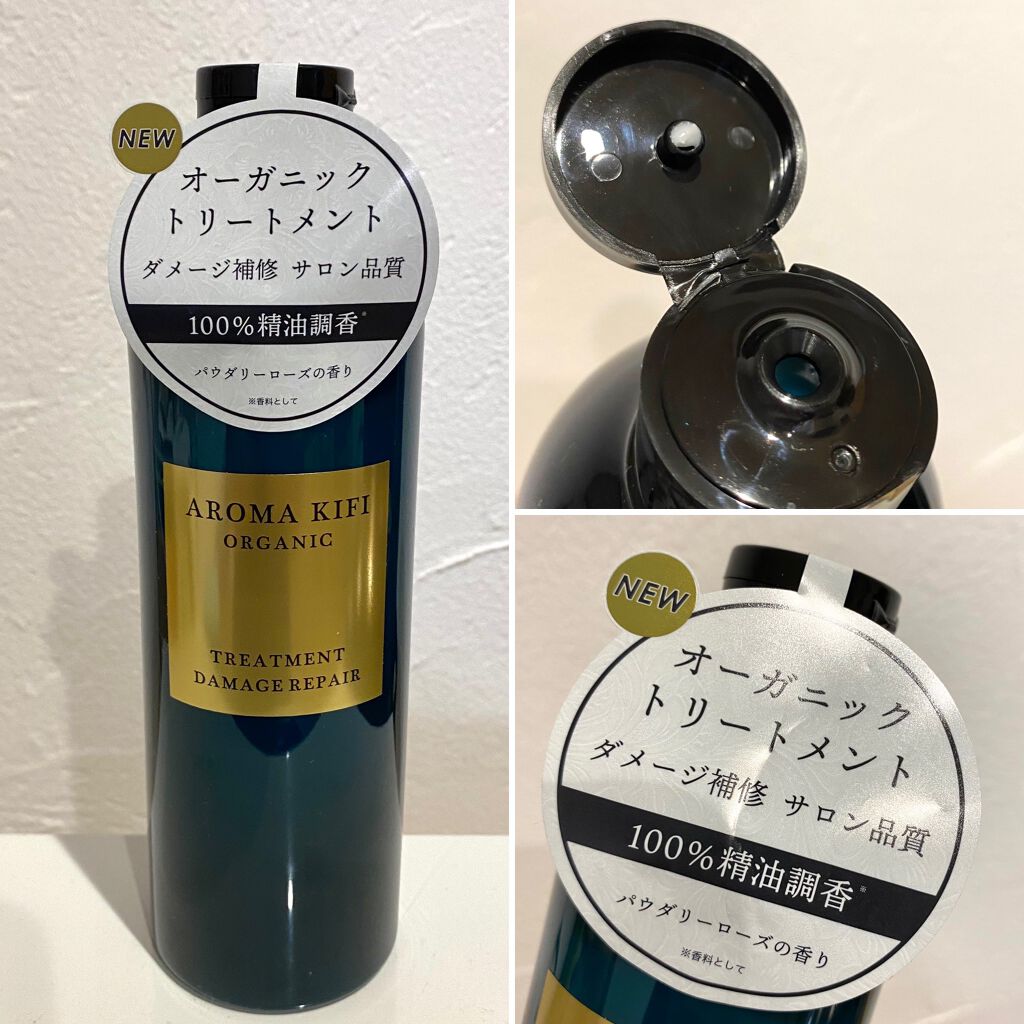 NEW
オーガニック
トリートメント
ダメージ補修 サロン品質
100%精油調香※
パウダリーローズの香り
※香料として
AROMA KIFI
ORGANIC
TREATMENT
DAMAGE REPAIR
NEW
オーガニック
トリートメント
ダメージ補修 サロン品質
100%精油調香※
パウダリーローズの香り
※香料として